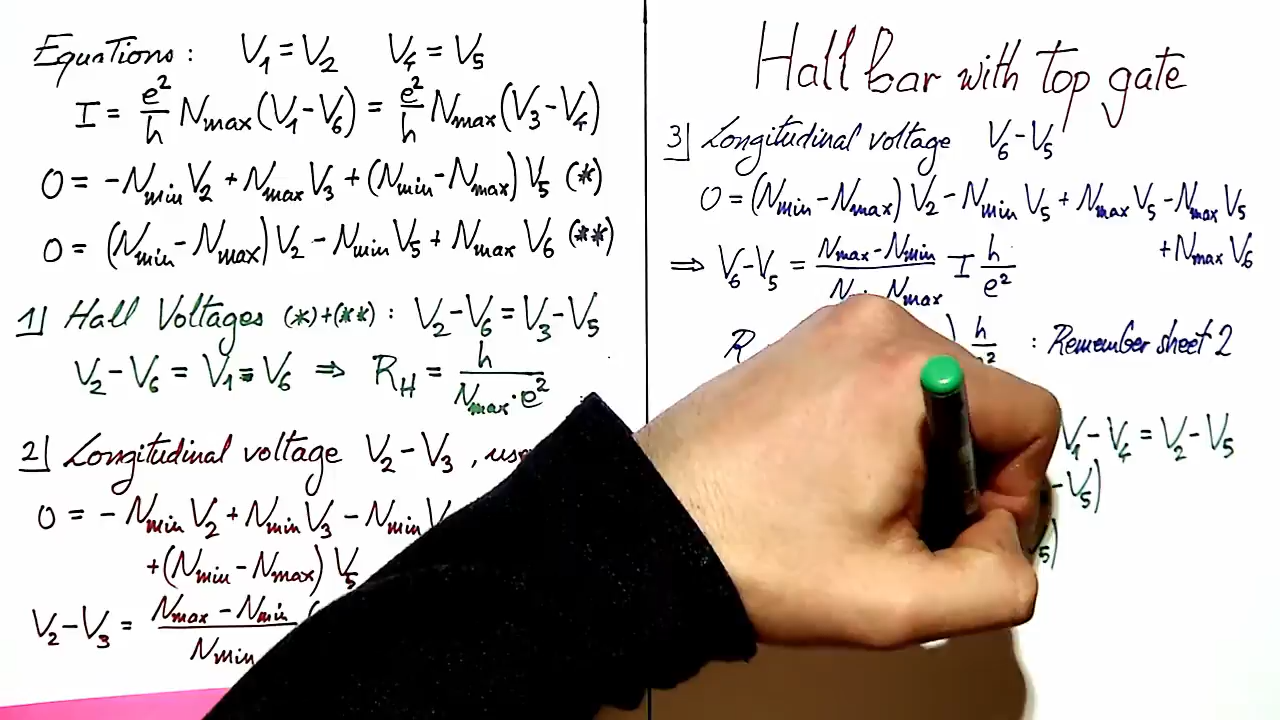 Equations : V₁ = V₂ V₄ = V₅
I = e²/h Nmax (V₁ - V₆) = e²/h Nmax (V₃ - V₄)
0 = -Nmin V₂ + Nmax V₃ + (Nmin - Nmax) V₅ (*)
0 = (Nmin - Nmax) V₂ - Nmin V₅ + Nmax V₆ (**)
1] Hall Voltages (*)+(**) : V₂ - V₆ = V₃ - V₅
V₂ - V₆ = V₁ - V₆ ⇒ R_H = h/(Nmax · e²)
2] Longitudinal voltage V₂ - V₃ ,
0 = - Nmin V₂ + Nmin V₃ - Nmin V
+ (Nmin - Nmax) V₅
V₂ - V₃ = (Nmax - Nmin)/Nmin
Hall bar with top gate
3] Longitudinal voltage V₆ - V₅
0 = (Nmin - Nmax) V₂ - Nmin V₅ + Nmax V₅ - Nmax V₅
+ Nmax V₆
⇒ V₆ - V₅ = (Nmax - Nmin)/(Nmin Nmax) I h/e²
R ) h/e² : Remember sheet 2
V₁ - V₄ = V₂ - V₅
- V₅)
₅)